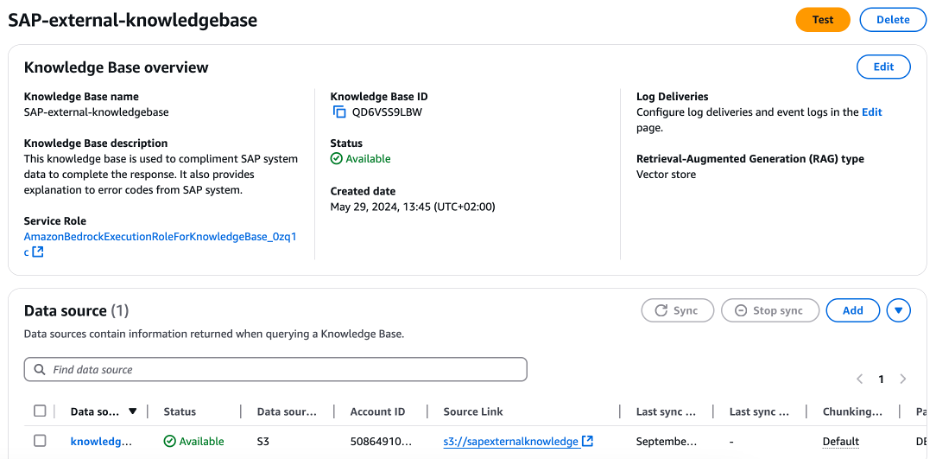 SAP-external-knowledgebase
Test
Delete
Knowledge Base overview
Edit
Knowledge Base name
SAP-external-knowledgebase
Knowledge Base description
This knowledge base is used to compliment SAP system
data to complete the response. It also provides
explanation to error codes from SAP system.
Service Role
AmazonBedrockExecutionRoleForKnowledgeBase_0zq1
c
Knowledge Base ID
QD6VSS9LBW
Status
Available
Created date
May 29, 2024, 13:45 (UTC+02:00)
Log Deliveries
Configure log deliveries and event logs in the Edit
page.
Retrieval-Augmented Generation (RAG) type
Vector store
Data source (1)
Sync
Stop sync
Add
Data sources contain information returned when querying a Knowledge Base.
Find data source
1
Data so...
Status
Data sour...
Account ID
Source Link
Last sync ...
Last sync ...
Chunking...
Pa
knowledg...
Available
S3
50864910...
s3://sapexternalknowledge
Septembe...
-
Default